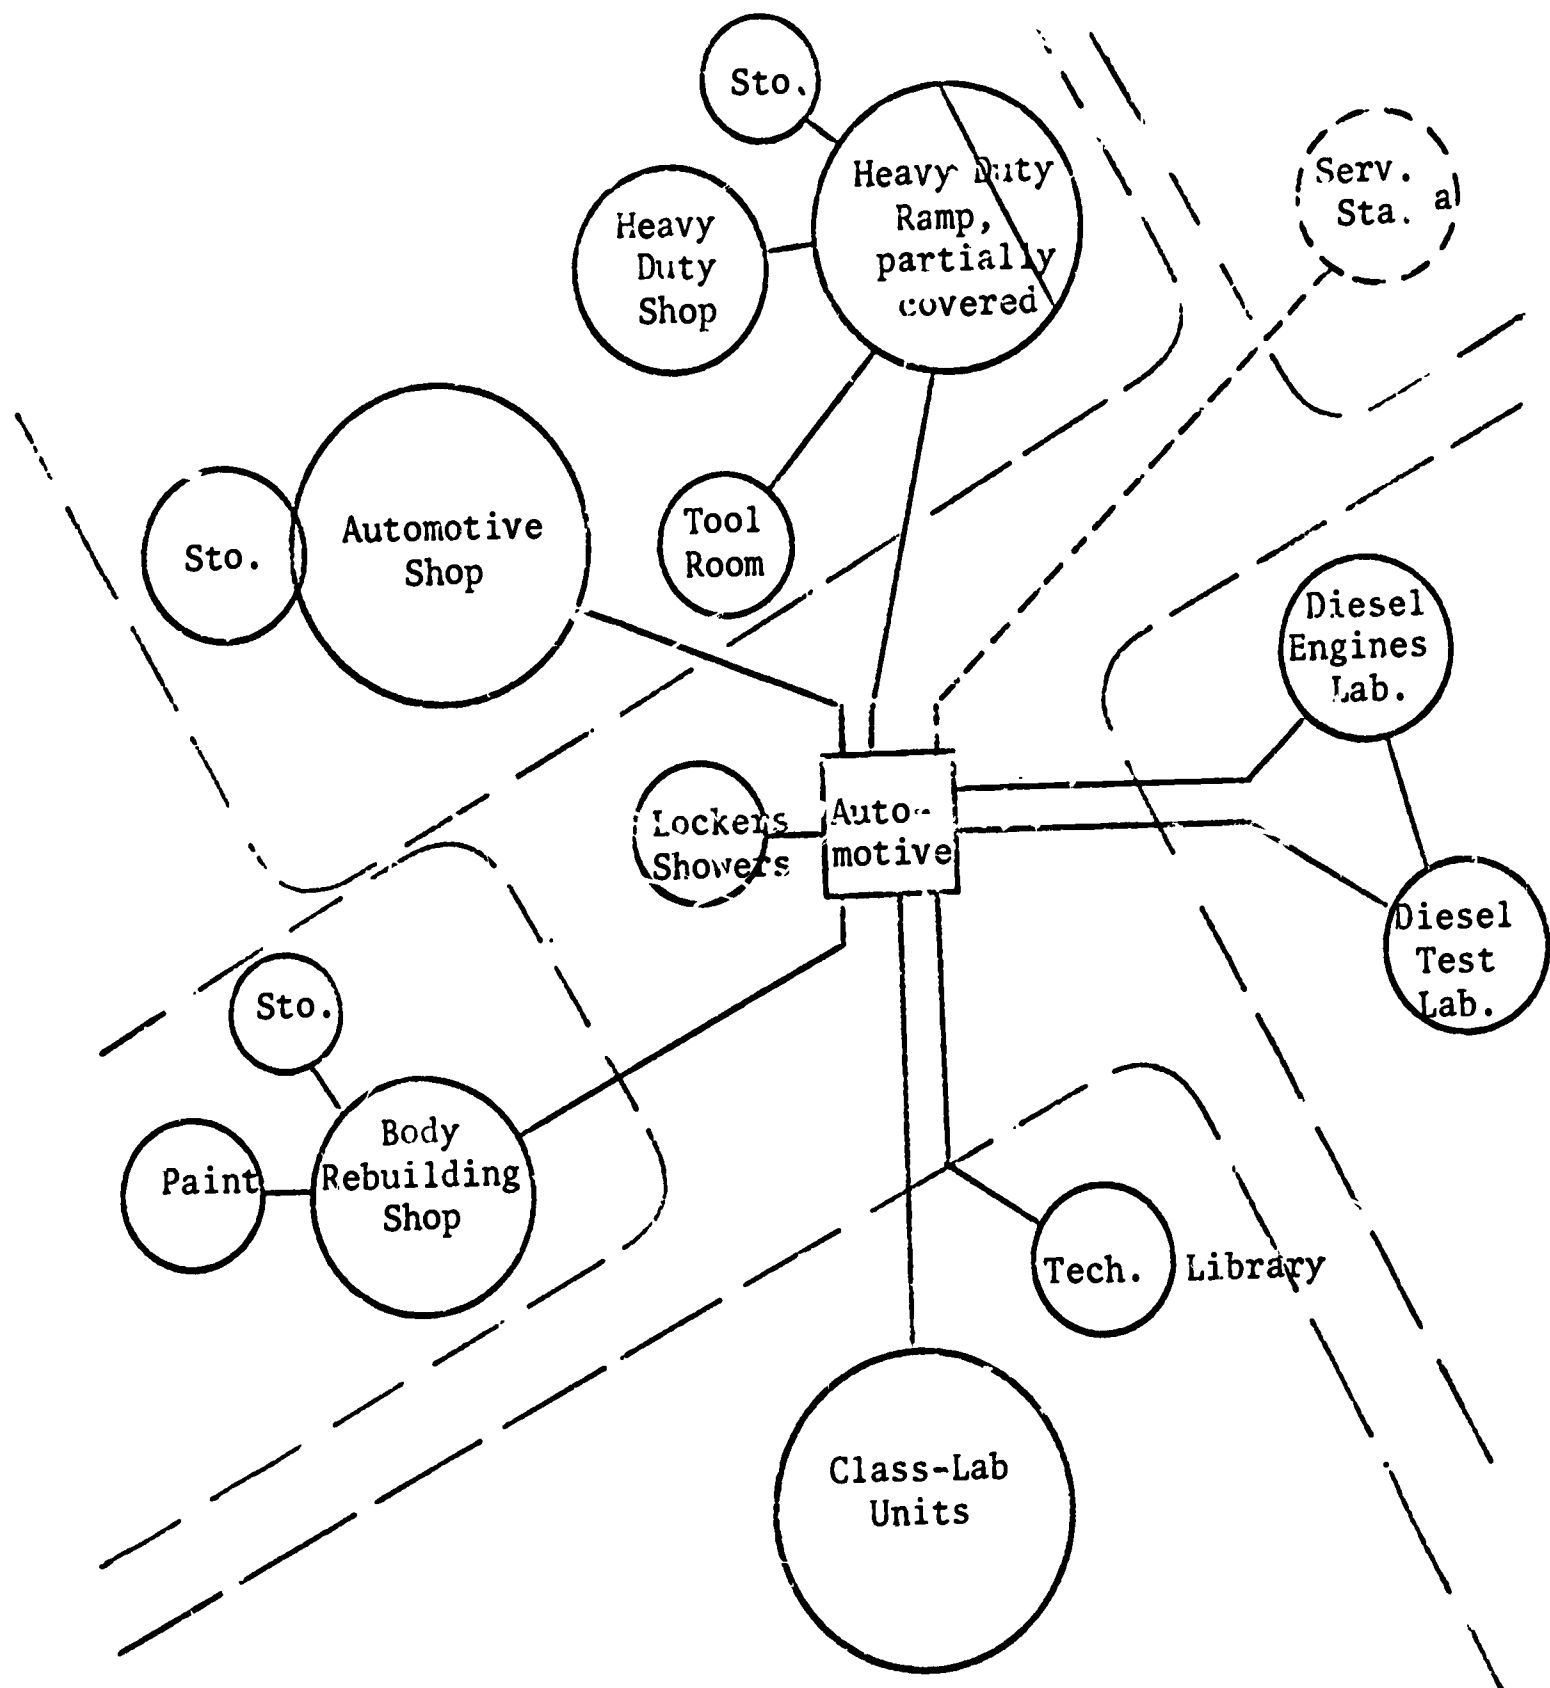 Sto.
Heavy Duty
Ramp,
partially
covered
Serv.
Sta. a
Heavy
Duty
Shop
Automotive
Shop
Sto.
Tool
Room
Diesel
Engines
Lab.
Lockers
Showers
Auto-
motive
Diesel
Test
Lab.
Sto.
Body
Rebuilding
Shop
Paint
Tech. Library
Class-Lab
Units